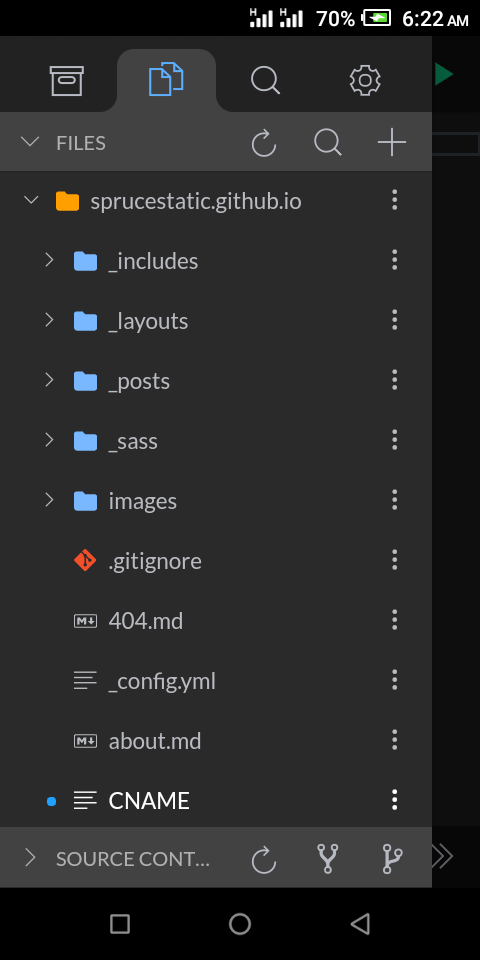 H H 70% 6:22 AM
FILES
sprucestatic.github.io
_includes
_layouts
_posts
_sass
images
.gitignore
M↓ 404.md
_config.yml
M↓ about.md
CNAME
SOURCE CONT...